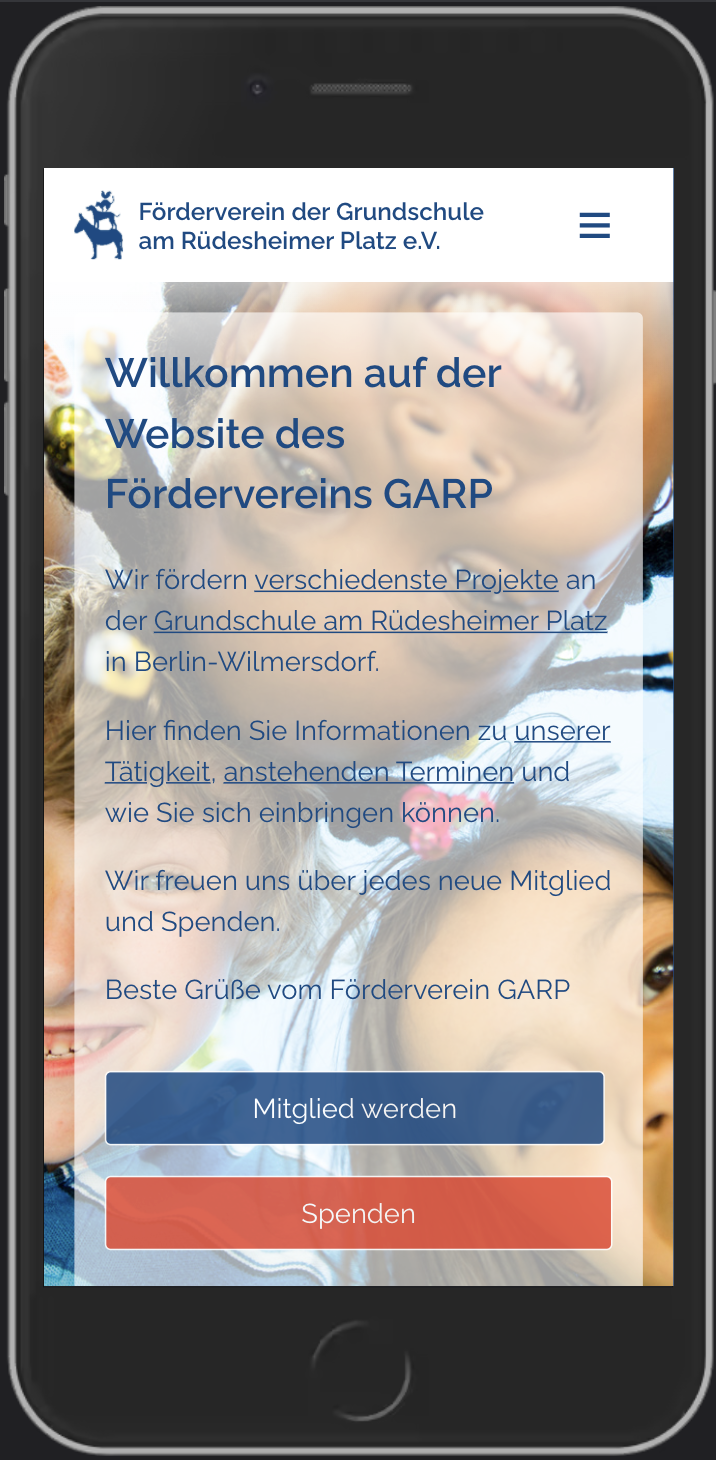 Förderverein der Grundschule
am Rüdesheimer Platz e.V.
Willkommen auf der
Website des
Fördervereins GARP
Wir fördern verschiedenste Projekte an
der Grundschule am Rüdesheimer Platz
in Berlin-Wilmersdorf.
Hier finden Sie Informationen zu unserer
Tätigkeit, anstehenden Terminen und
wie Sie sich einbringen können.
Wir freuen uns über jedes neue Mitglied
und Spenden.
Beste Grüße vom Förderverein GARP
Mitglied werden
Spenden